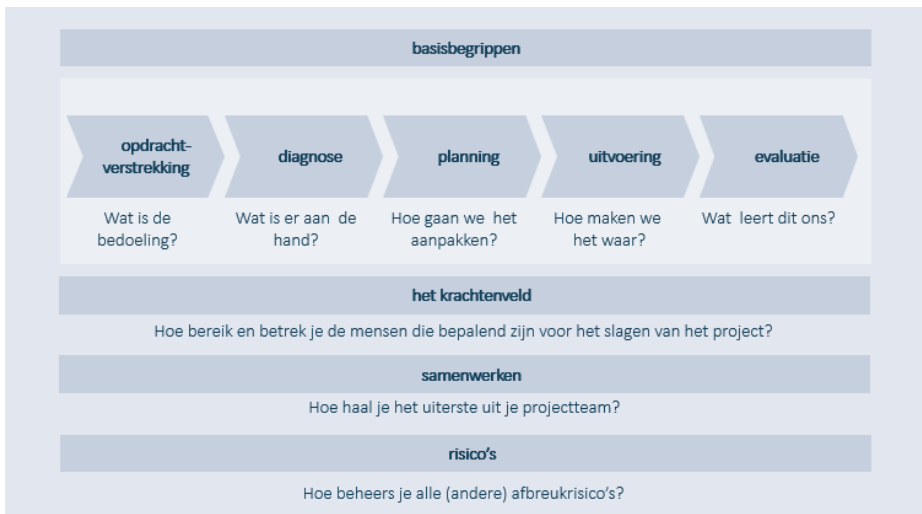 basisbegrippen
opdracht-
verstrekking
diagnose
planning
uitvoering
evaluatie
Wat is de
bedoeling?
Wat is er aan de
hand?
Hoe gaan we het
aanpakken?
Hoe maken we
het waar?
Wat leert dit ons?
het krachtenveld
Hoe bereik en betrek je de mensen die bepalend zijn voor het slagen van het project?
samenwerken
Hoe haal je het uiterste uit je projectteam?
risico's
Hoe beheers je alle (andere) afbreukrisico's?